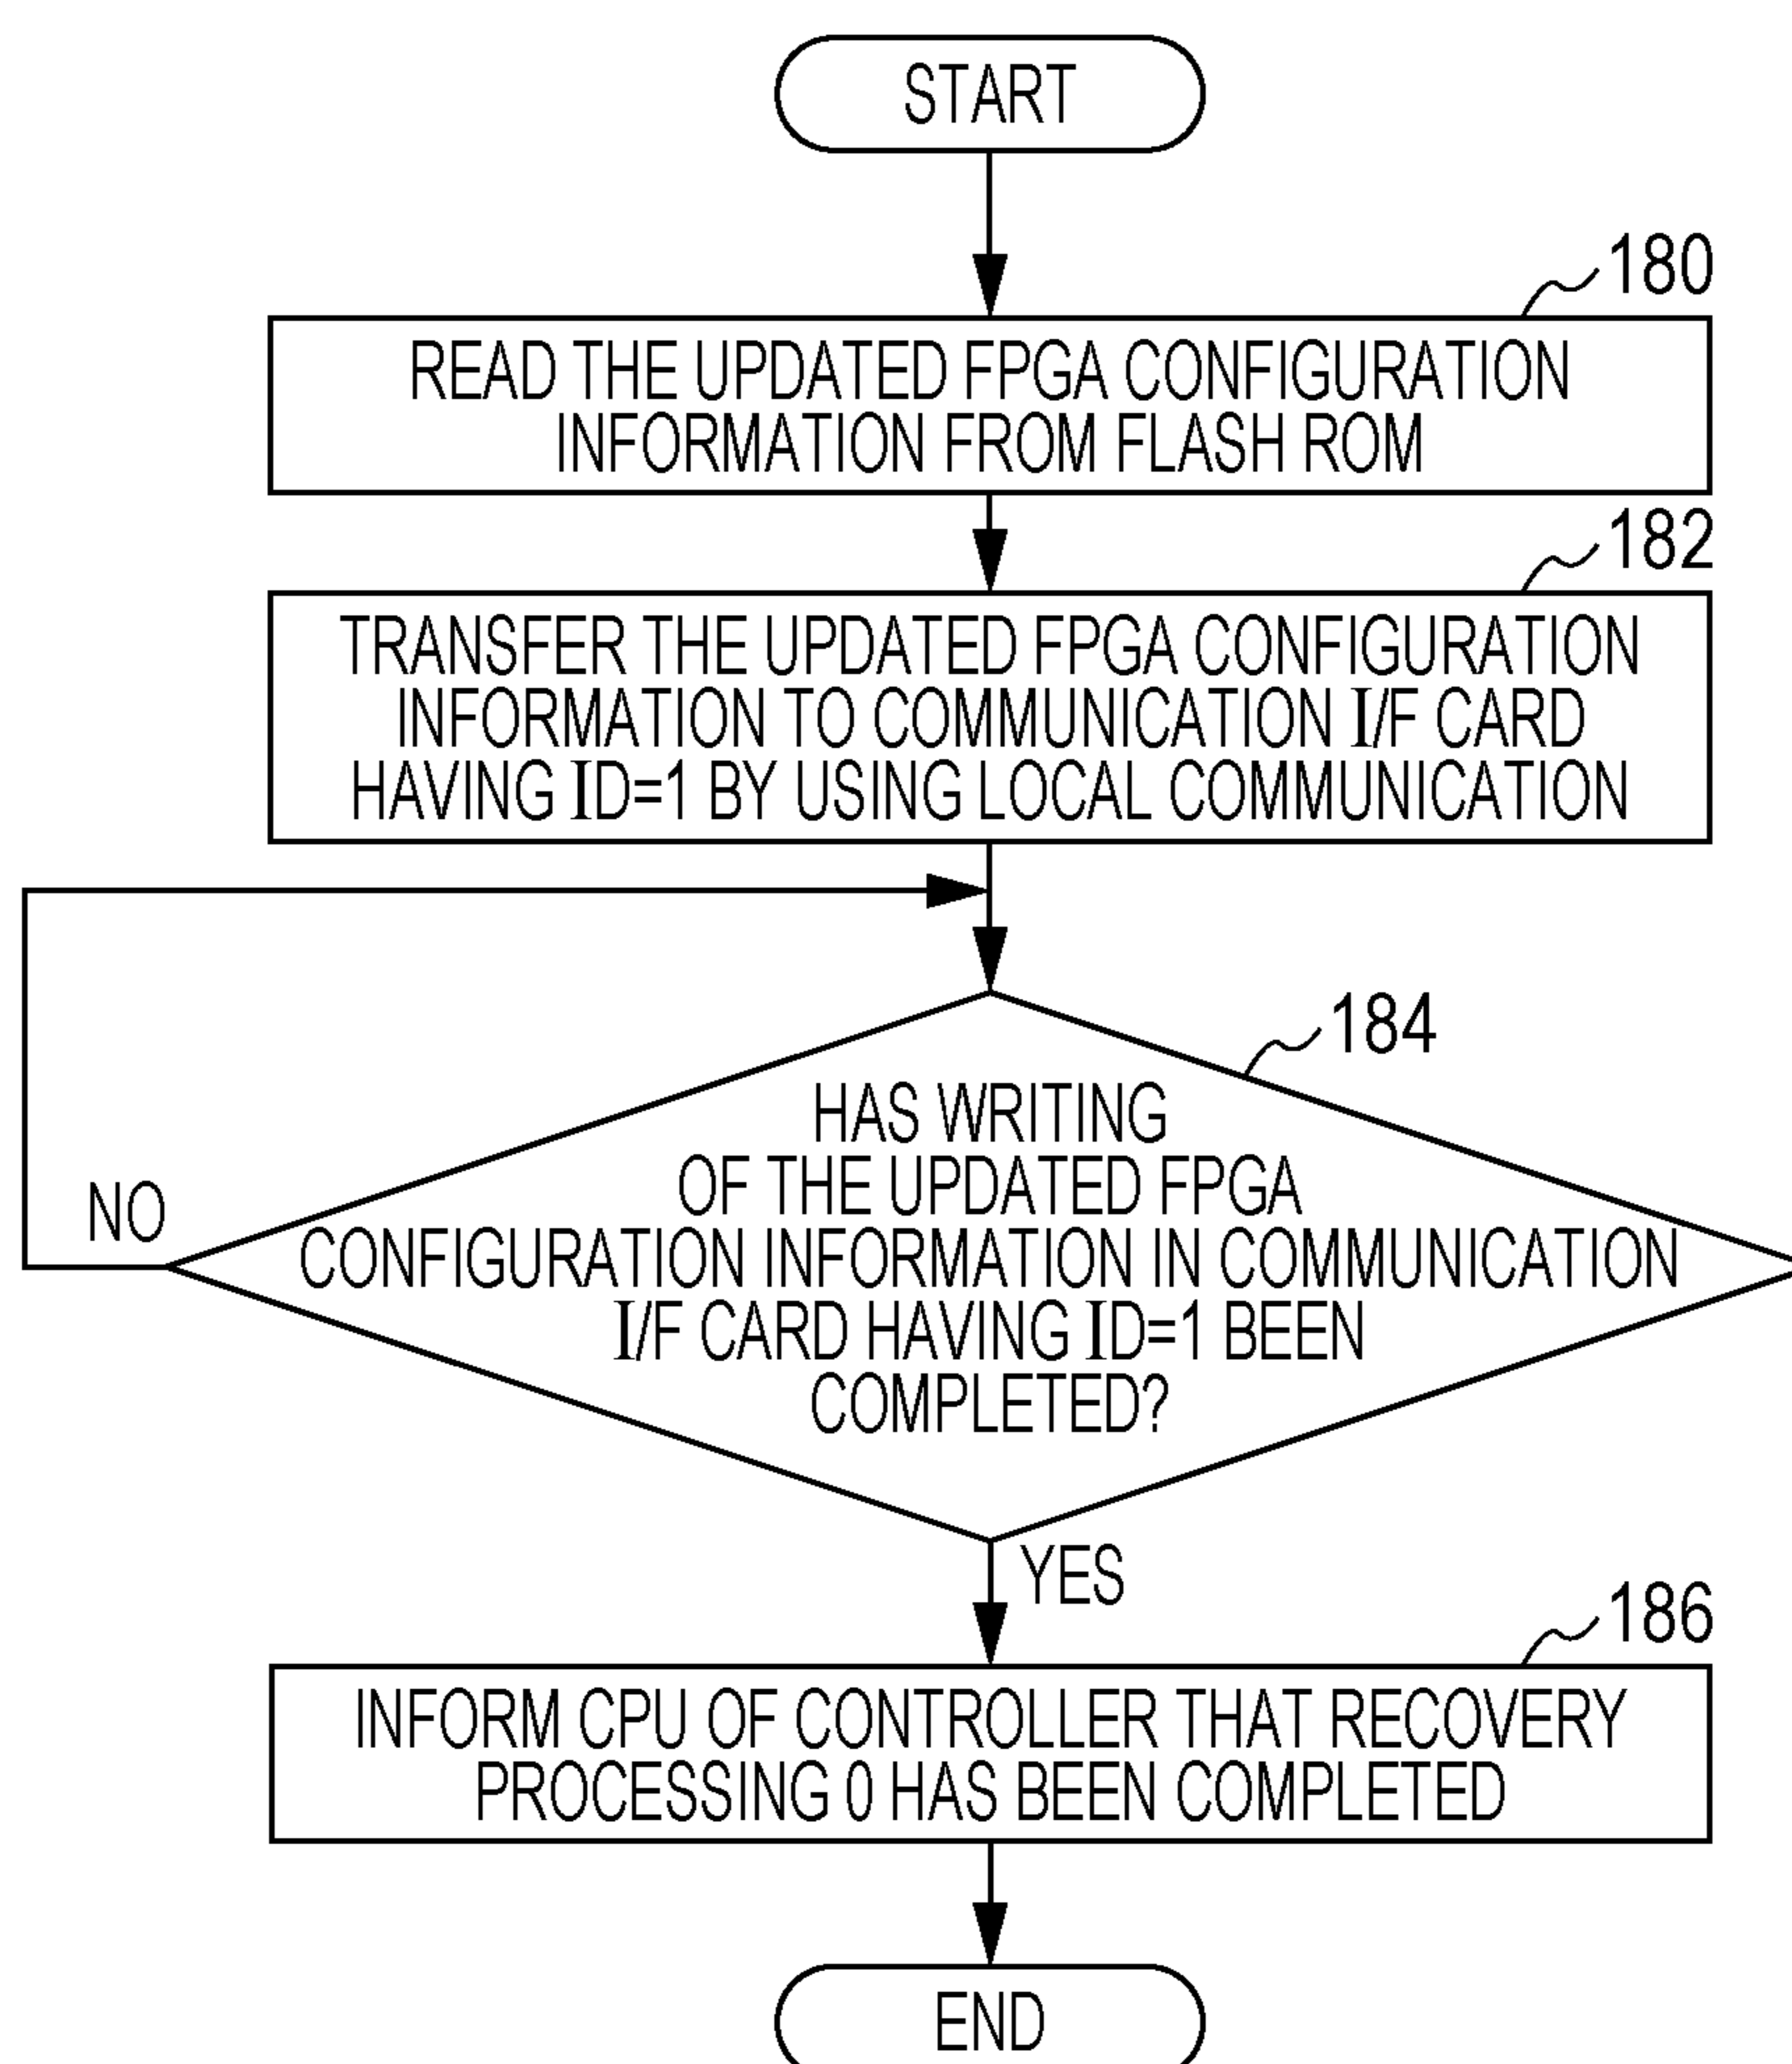 START
180
READ THE UPDATED FPGA CONFIGURATION
INFORMATION FROM FLASH ROM
182
TRANSFER THE UPDATED FPGA CONFIGURATION
INFORMATION TO COMMUNICATION I/F CARD
HAVING ID=1 BY USING LOCAL COMMUNICATION
184
HAS WRITING
OF THE UPDATED FPGA
NO
CONFIGURATION INFORMATION IN COMMUNICATION
I/F CARD HAVING ID=1 BEEN
COMPLETED?
YES
186
INFORM CPU OF CONTROLLER THAT RECOVERY
PROCESSING 0 HAS BEEN COMPLETED
END